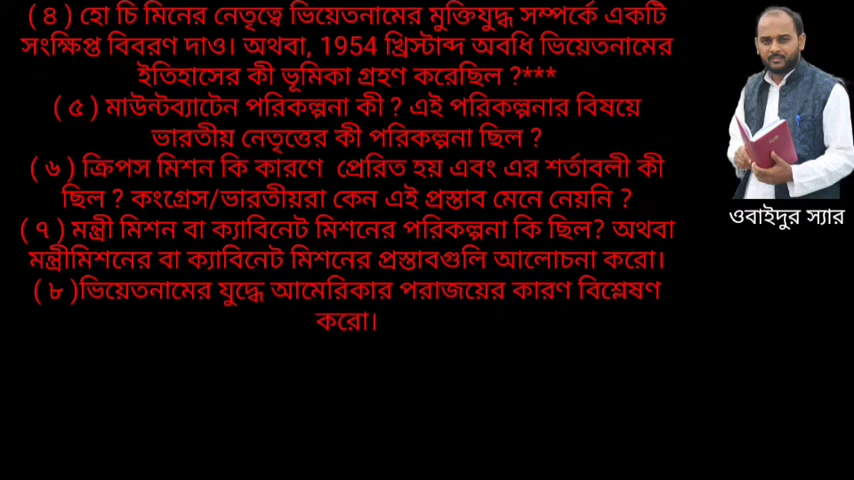 ( ৪ ) হো চি মিনের নেতৃত্বে ভিয়েতনামের মুক্তিযুদ্ধ সম্পর্কে একটি
সংক্ষিপ্ত বিবরণ দাও। অথবা, 1954 খ্রিস্টাব্দ অবধি ভিয়েতনামের
ইতিহাসের কী ভূমিকা গ্রহণ করেছিল ?***
( ৫ ) মাউন্টব্যাটেন পরিকল্পনা কী ? এই পরিকল্পনার বিষয়ে
ভারতীয় নেতৃত্তের কী পরিকল্পনা ছিল ?
( ৬ ) ক্রিপস মিশন কি কারণে প্রেরিত হয় এবং এর শর্তাবলী কী
ছিল ? কংগ্রেস/ভারতীয়রা কেন এই প্রস্তাব মেনে নেয়নি ?
( ৭ ) মন্ত্রী মিশন বা ক্যাবিনেট মিশনের পরিকল্পনা কি ছিল? অথবা
মন্ত্রীমিশনের বা ক্যাবিনেট মিশনের প্রস্তাবগুলি আলোচনা করো।
( ৮ )ভিয়েতনামের যুদ্ধে আমেরিকার পরাজয়ের কারণ বিশ্লেষণ
করো।
ওবাইদুর স্যার